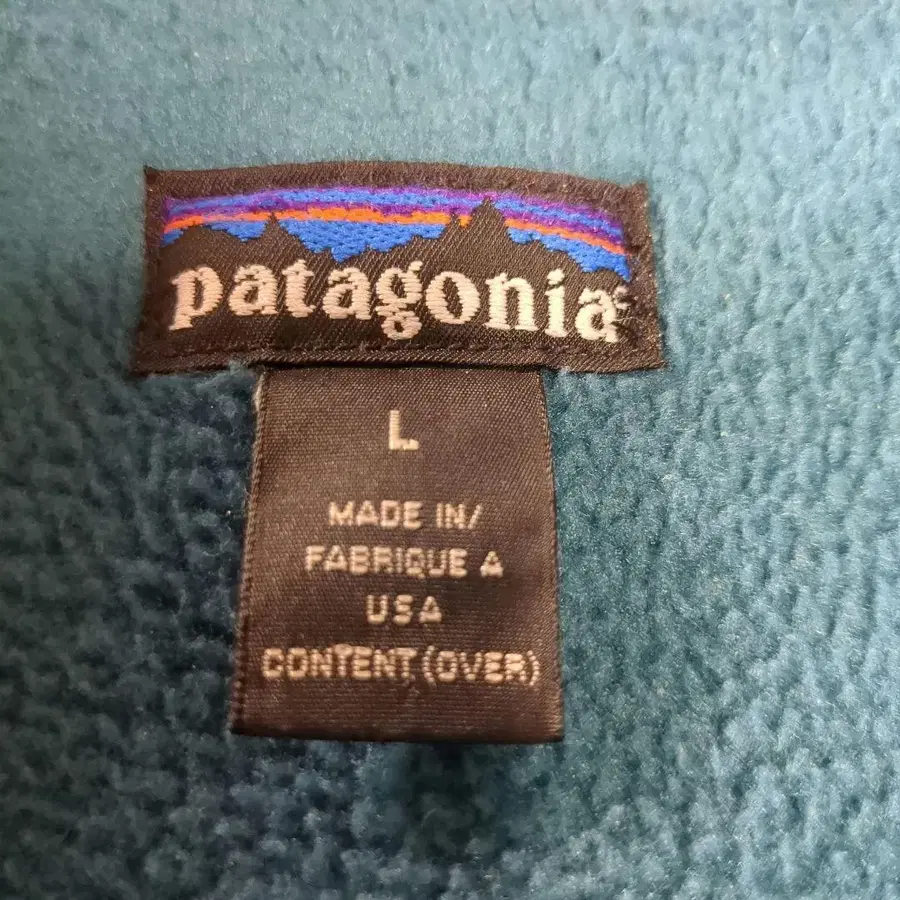 patagonia
L
MADE IN/
FABRIQUE A
USA
CONTENT (OVER)